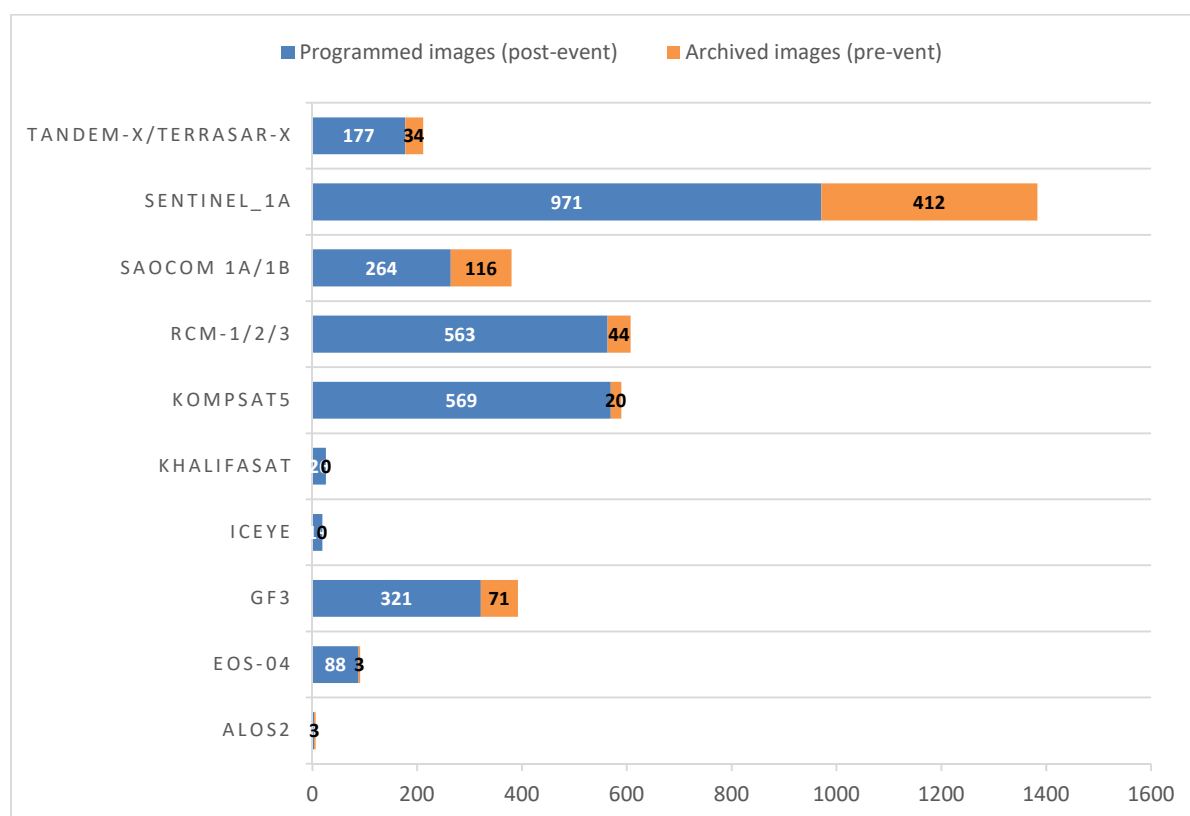 Programmed images (post-event) Archived images (pre-vent)
TANDEM-X/TERRASAR-X 177 34
SENTINEL_1A 971 412
SAOCOM 1A/1B 264 116
RCM-1/2/3 563 44
KOMPSAT5 569 20
KHALIFASAT 0
ICEYE 0
GF3 321 71
EOS-04 88 3
ALOS2 3
0 200 400 600 800 1000 1200 1400 1600